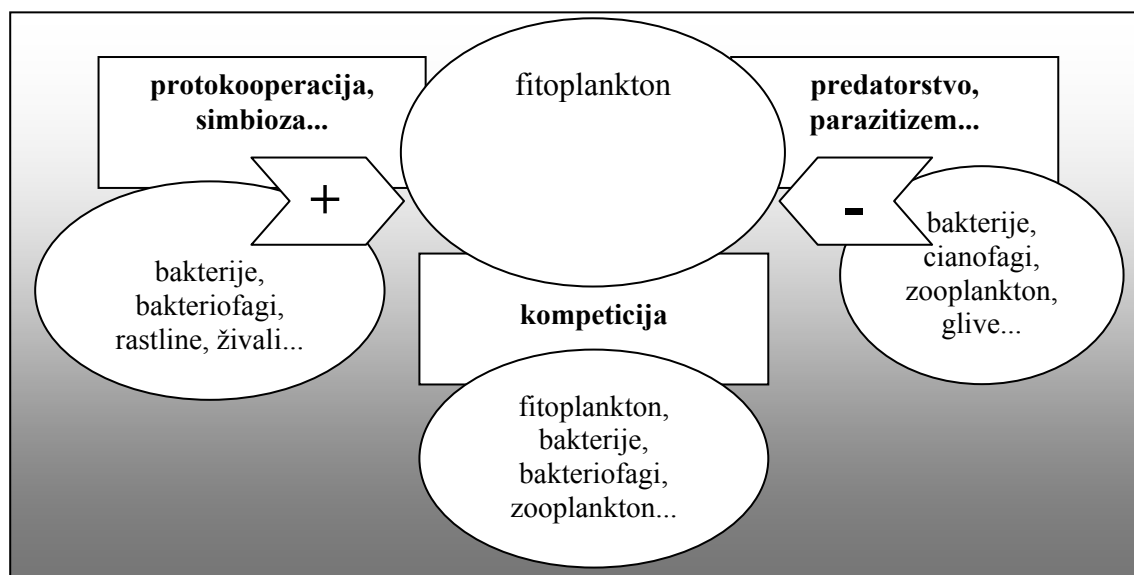 protokooperacija,
simbioza...
fitoplankton
predatorstvo,
parazitizem...
+
-
bakterije,
bakteriofagi,
rastline, živali...
bakterije,
cianofagi,
zooplankton,
glive...
kompeticija
fitoplankton,
bakterije,
bakteriofagi,
zooplankton...